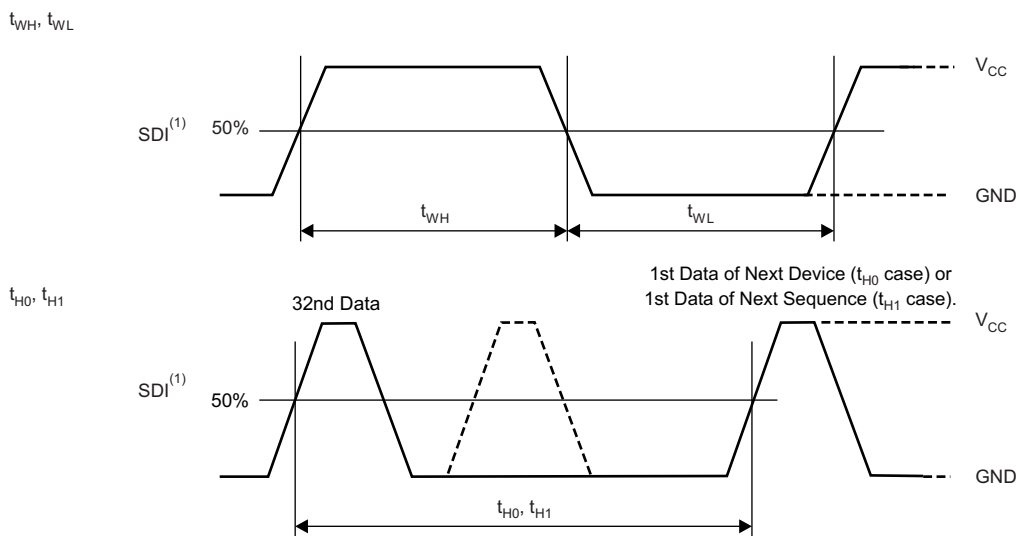 tWH, tWL
VCC
SDI(1)
50%
GND
tWH
tWL
1st Data of Next Device (tH0 case) or
1st Data of Next Sequence (tH1 case).
tH0, tH1
32nd Data
VCC
SDI(1)
50%
GND
tH0, tH1